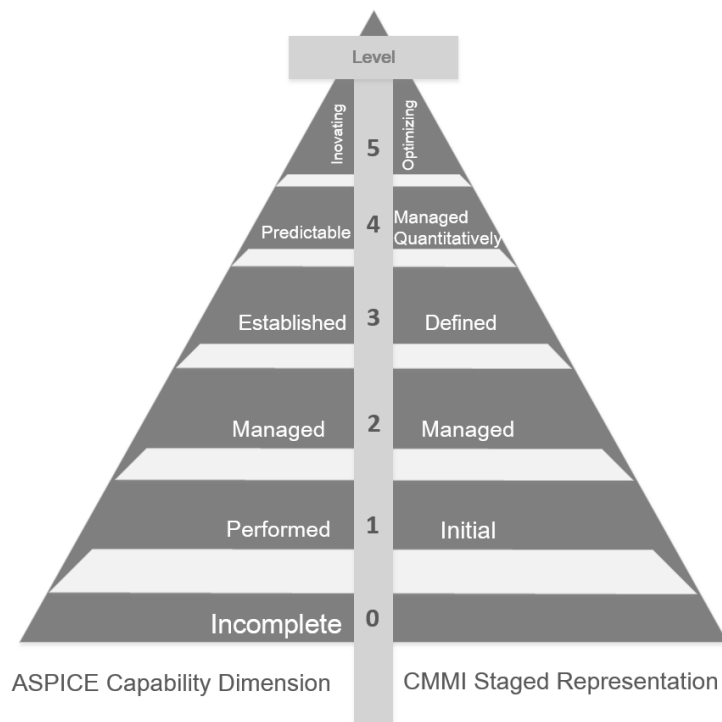 Level
Inovating
5
Optimizing
Predictable
4
Managed
Quantitatively
Established
3
Defined
Managed
2
Managed
Performed
1
Initial
Incomplete
0
ASPICE Capability Dimension
CMMI Staged Representation